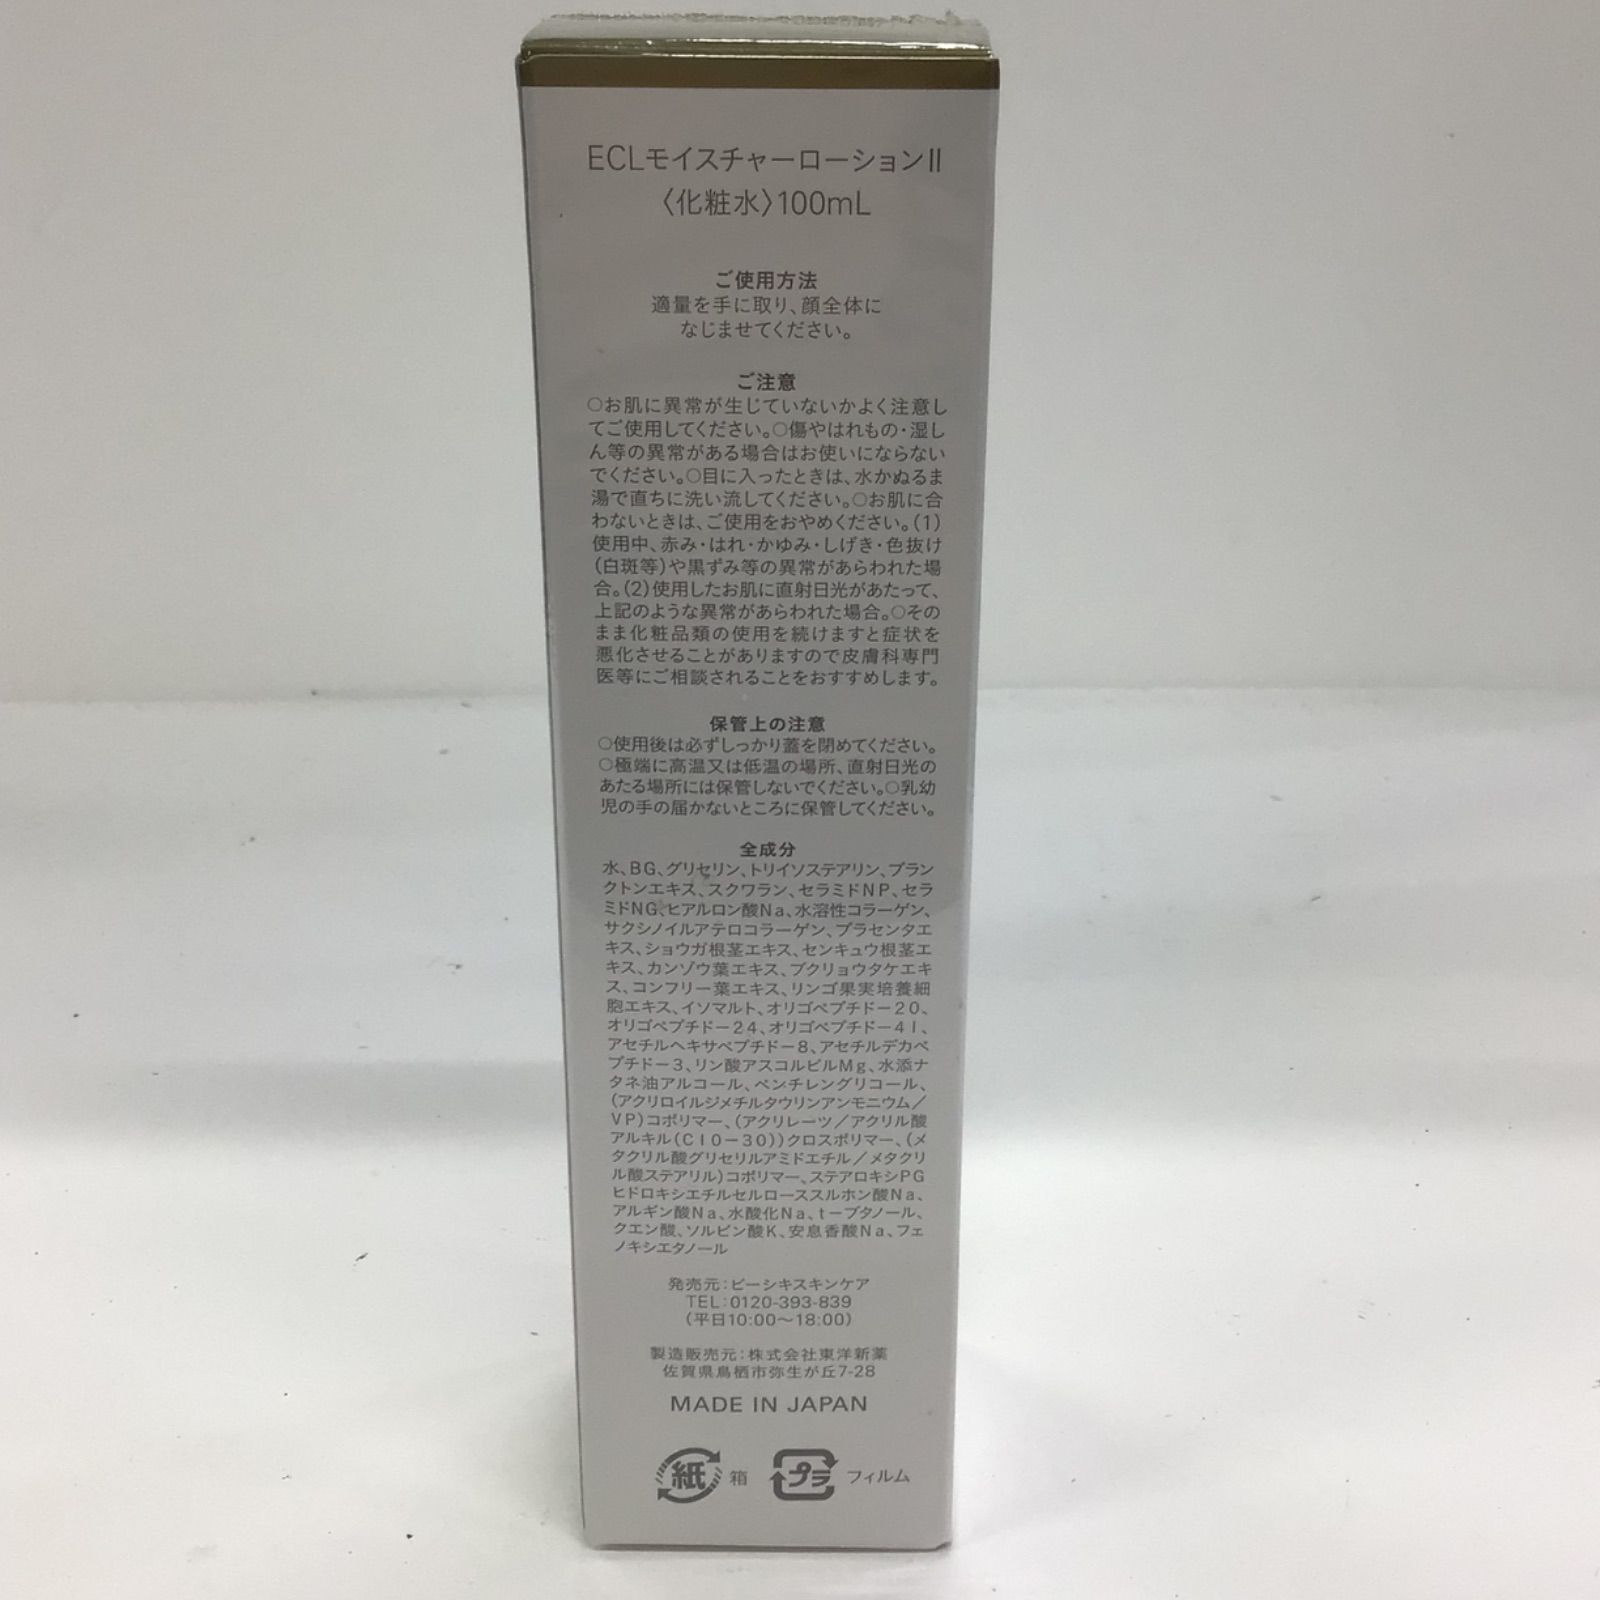 ECLモイスチャーローションII
〈化粧水〉100mL
ご使用方法
適量を手に取り、顔全体に
なじませてください。
ご注意
○お肌に異常が生じていないかよく注意し
てご使用してください。○傷やはれもの・湿し
ん等の異常がある場合はお使いにならない
でください。○目に入ったときは、水かぬるま
湯で直ちに洗い流してください。○お肌に合
わないときは、ご使用をおやめください。(1)
使用中、赤み・はれ・かゆみ・しげき・色抜け
(白斑等)や黒ずみ等の異常があらわれた場
合。(2)使用したお肌に直射日光があたって、
上記のような異常があらわれた場合。○その
まま化粧品類の使用を続けますと症状を
悪化させることがありますので皮膚科専門
医等にご相談されることをおすすめします。
保管上の注意
○使用後は必ずしっかり蓋を閉めてください。
○極端に高温又は低温の場所、直射日光の
あたる場所には保管しないでください。○乳幼
児の手の届かないところに保管してください。
全成分
水、BG、グリセリン、トリイソステアリン、プラン
クトンエキス、スクワラン、セラミドNP、セラ
ミドNG、ヒアルロン酸Na、水溶性コラーゲン、
サクシノイルアテロコラーゲン、プラセンタエ
キス、ショウガ根茎エキス、センキュウ根茎エ
キス、カンゾウ葉エキス、ブクリョウタケエキ
ス、コンフリー葉エキス、リンゴ果実培養細
胞エキス、イソマルト、オリゴペプチド－20、
オリゴペプチド－24、オリゴペプチド－41、
アセチルヘキサペプチド－8、アセチルデカペ
プチド－3、リン酸アスコルビルMg、水添ナ
タネ油アルコール、ペンチレングリコール、
(アクリロイルジメチルタウリンアンモニウム／
VP)コポリマー、(アクリレーツ／アクリル酸
アルキル(C10－30))クロスポリマー、(メ
タクリル酸グリセリルアミドエチル／メタクリ
ル酸ステアリル)コポリマー、ステアロキシPG
ヒドロキシエチルセルローススルホン酸Na、
アルギン酸Na、水酸化Na、t－ブタノール、
クエン酸、ソルビン酸K、安息香酸Na、フェ
ノキシエタノール
発売元：ビーシキスキンケア
TEL：0120-393-839
(平日10:00〜18:00)
製造販売元：株式会社東洋新薬
佐賀県鳥栖市弥生が丘7-28
MADE IN JAPAN
紙 箱 プラ フィルム